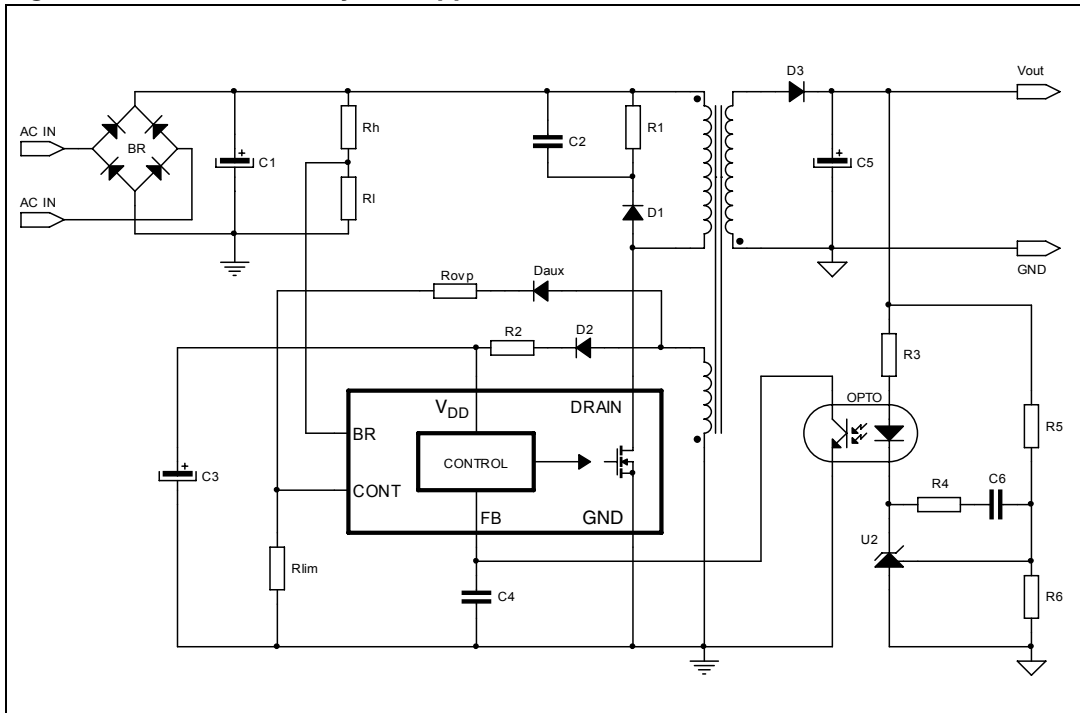 D3
Vout
AC IN
BR
C1
Rh
Rl
C2
R1
D1
C5
AC IN
GND
Rovp
Daux
R2
D2
R3
OPTO
VDD
DRAIN
BR
CONTROL
CONT
FB
GND
C3
R5
R4
C6
U2
Rlim
C4
R6